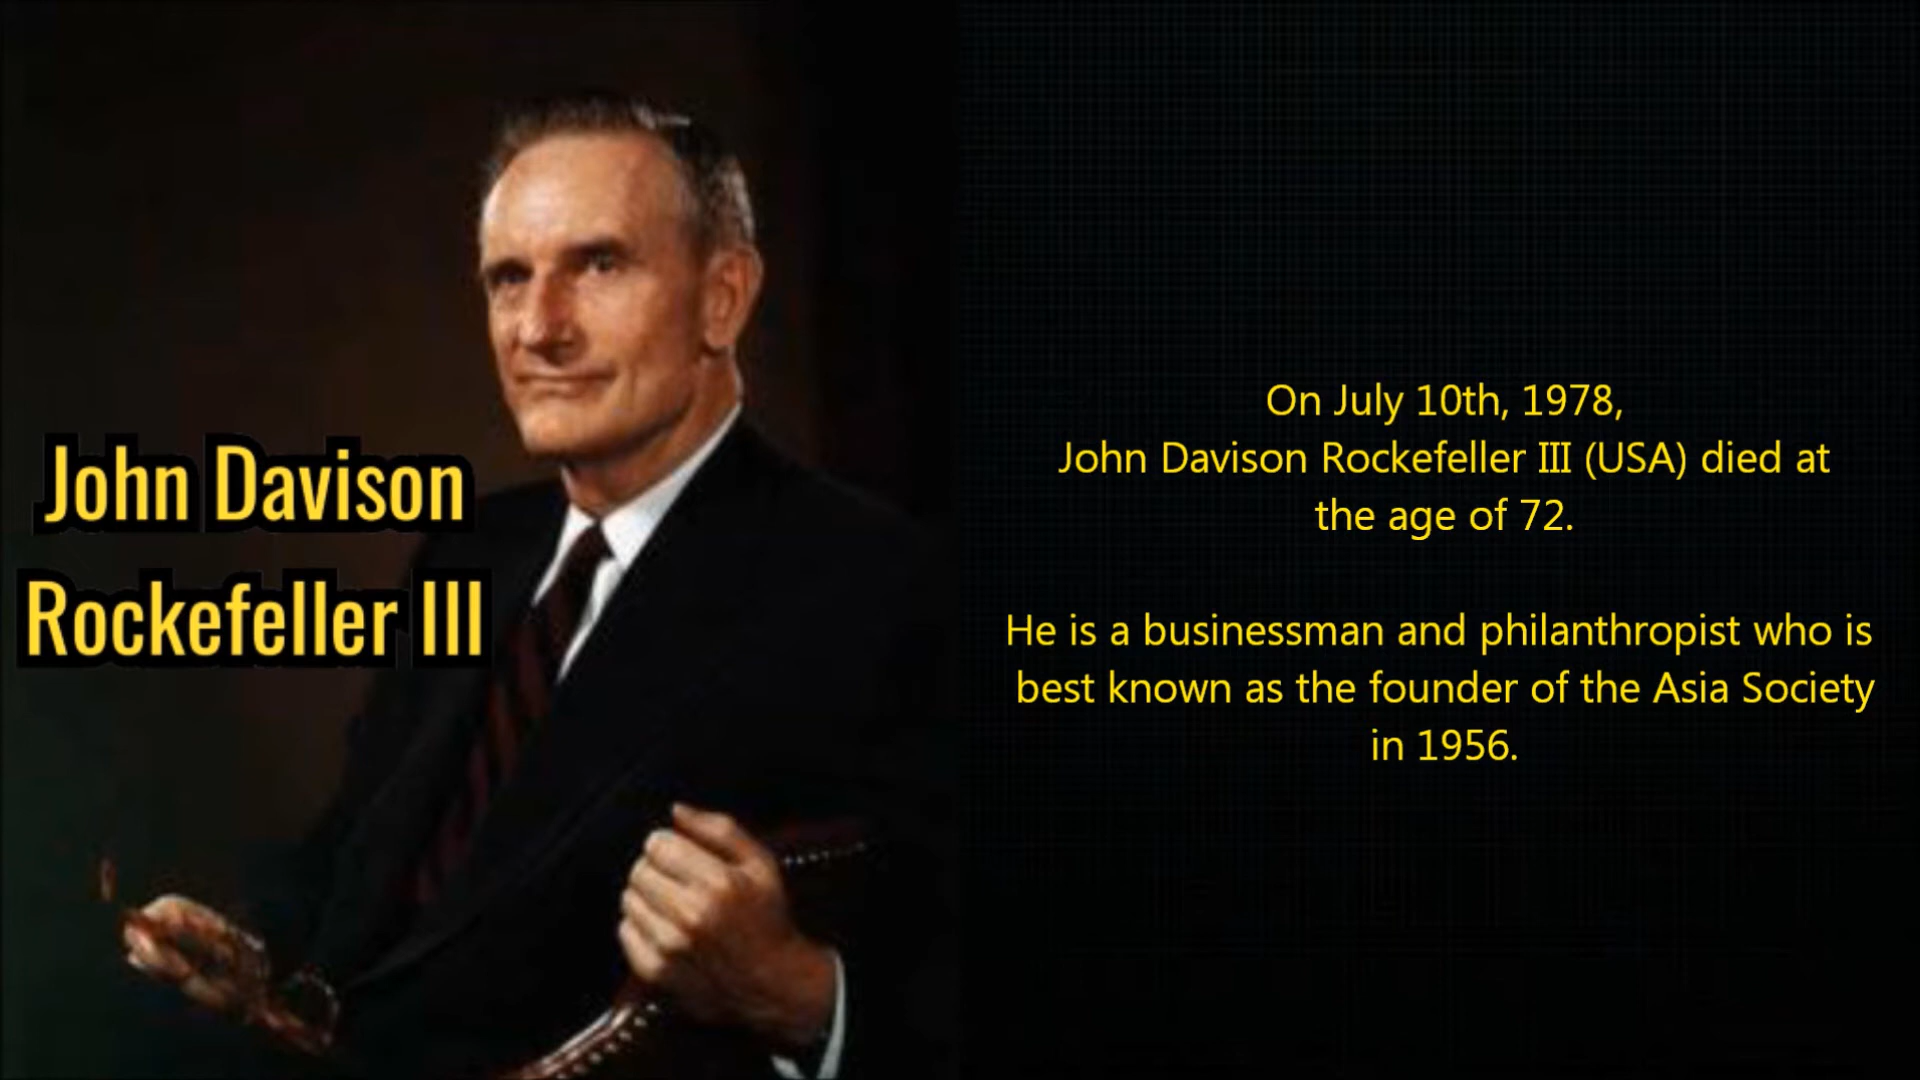 John Davison
Rockefeller III
On July 10th, 1978,
John Davison Rockefeller III (USA) died at
the age of 72.
He is a businessman and philanthropist who is
best known as the founder of the Asia Society
in 1956.